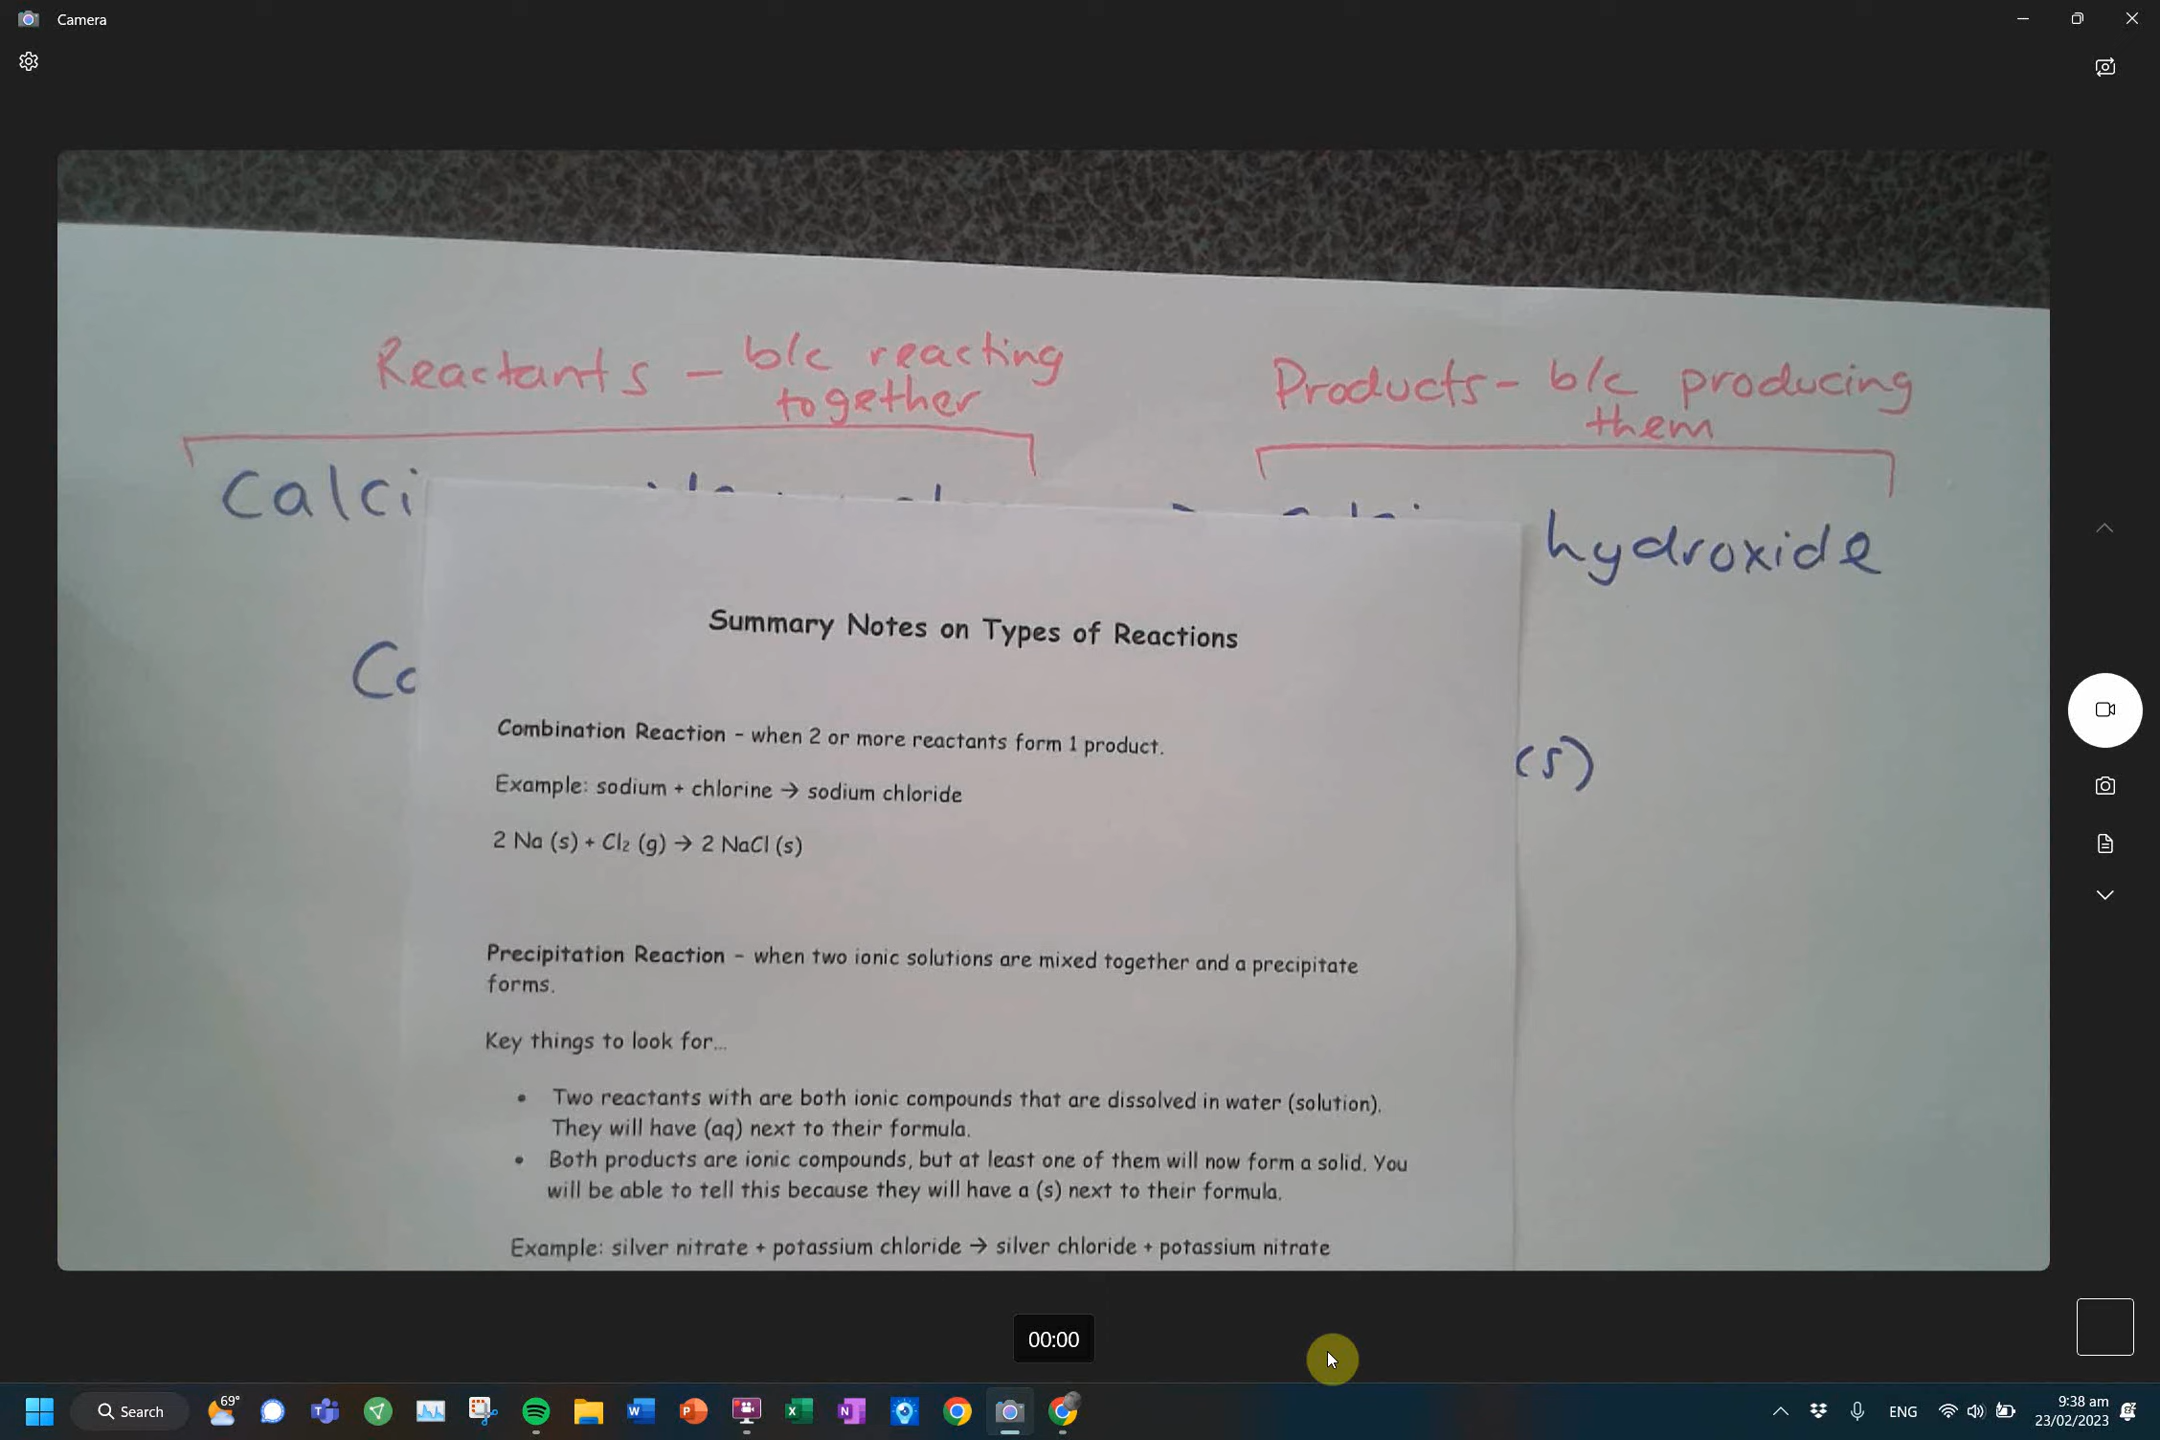 Camera
Reactants - b/c reacting
together
Products - b/c producing
them
Calci
hydroxide
Ca
(s)
Summary Notes on Types of Reactions
Combination Reaction - when 2 or more reactants form 1 product.
Example: sodium + chlorine → sodium chloride
2 Na (s) + Cl₂ (g) → 2 NaCl (s)
Precipitation Reaction - when two ionic solutions are mixed together and a precipitate
forms.
Key things to look for...
• Two reactants with are both ionic compounds that are dissolved in water (solution).
They will have (aq) next to their formula.
• Both products are ionic compounds, but at least one of them will now form a solid. You
will be able to tell this because they will have a (s) next to their formula.
Example: silver nitrate + potassium chloride → silver chloride + potassium nitrate
00:00
Search
69°
ENG
9:38 am
23/02/2023